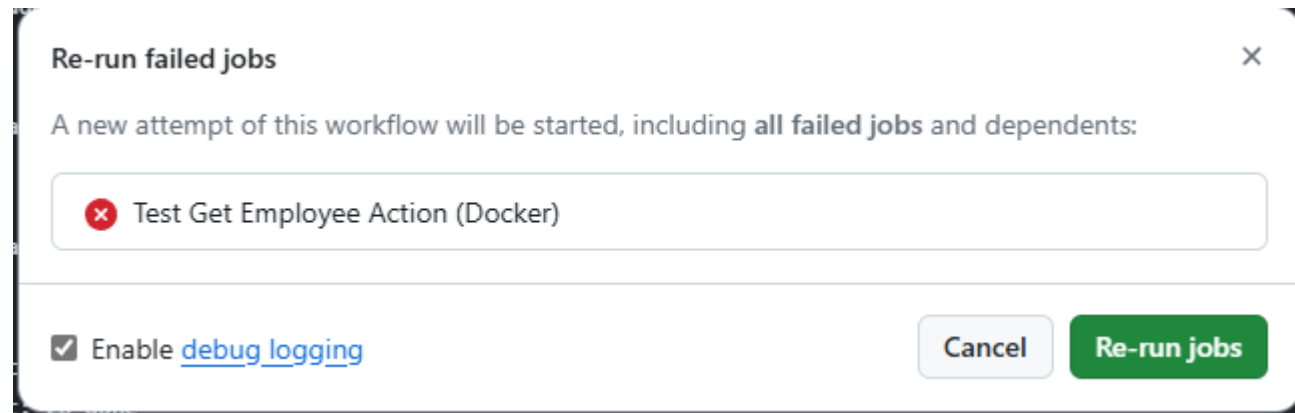 Re-run failed jobs
A new attempt of this workflow will be started, including all failed jobs and dependents:
Test Get Employee Action (Docker)
Enable debug logging
Cancel
Re-run jobs